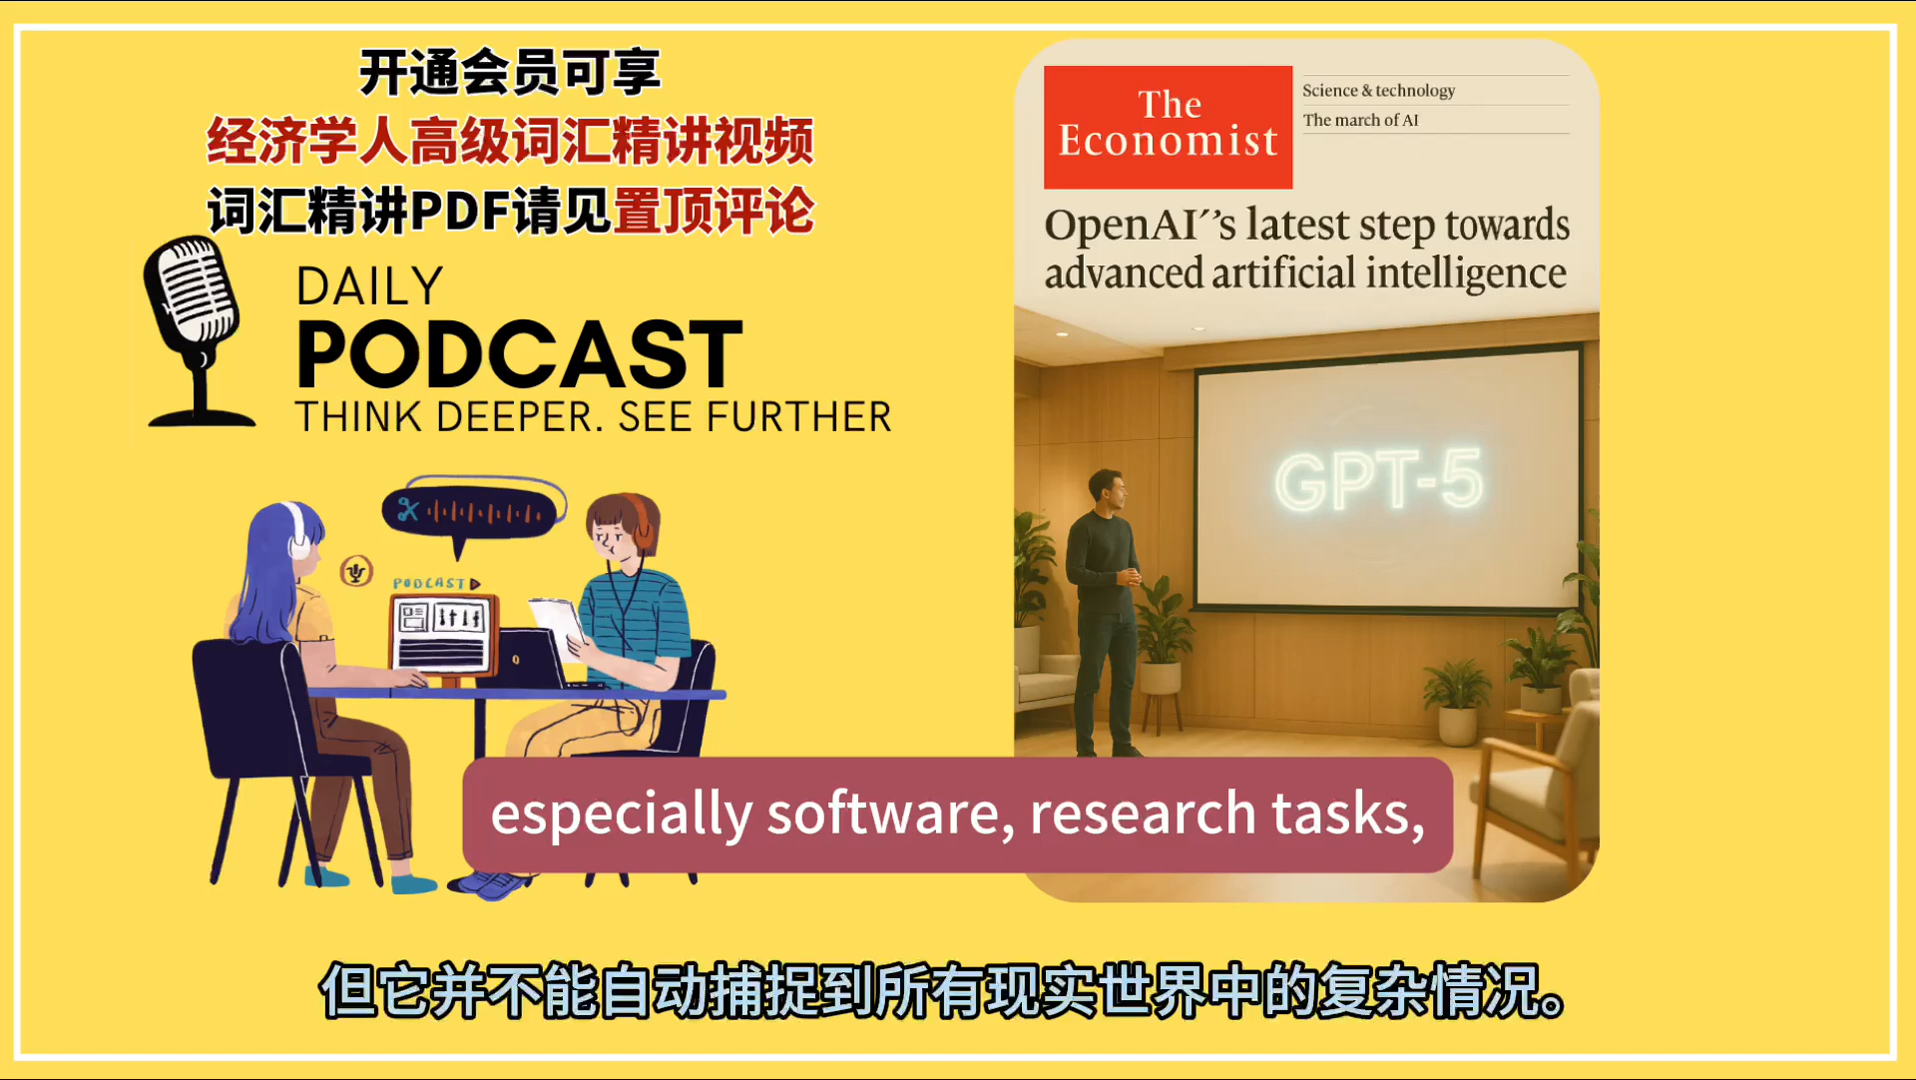 开通会员可享
经济学人高级词汇精讲视频
词汇精讲PDF请见置顶评论
DAILY
PODCAST
THINK DEEPER. SEE FURTHER
PODCAST
The
Economist
Science & technology
The march of AI
OpenAI´’s latest step towards
advanced artificial intelligence
GPT-5
especially software, research tasks,
但它并不能自动捕捉到所有现实世界中的复杂情况。